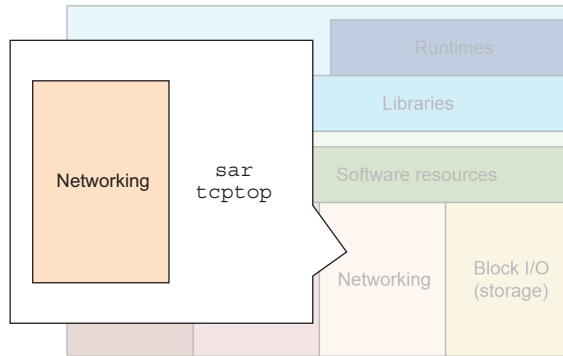 Runtimes
Libraries
Software resources
Networking
Block I/O
(storage)
Networking
sar
tcptop